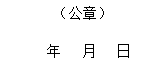 （公章）
年 月 日